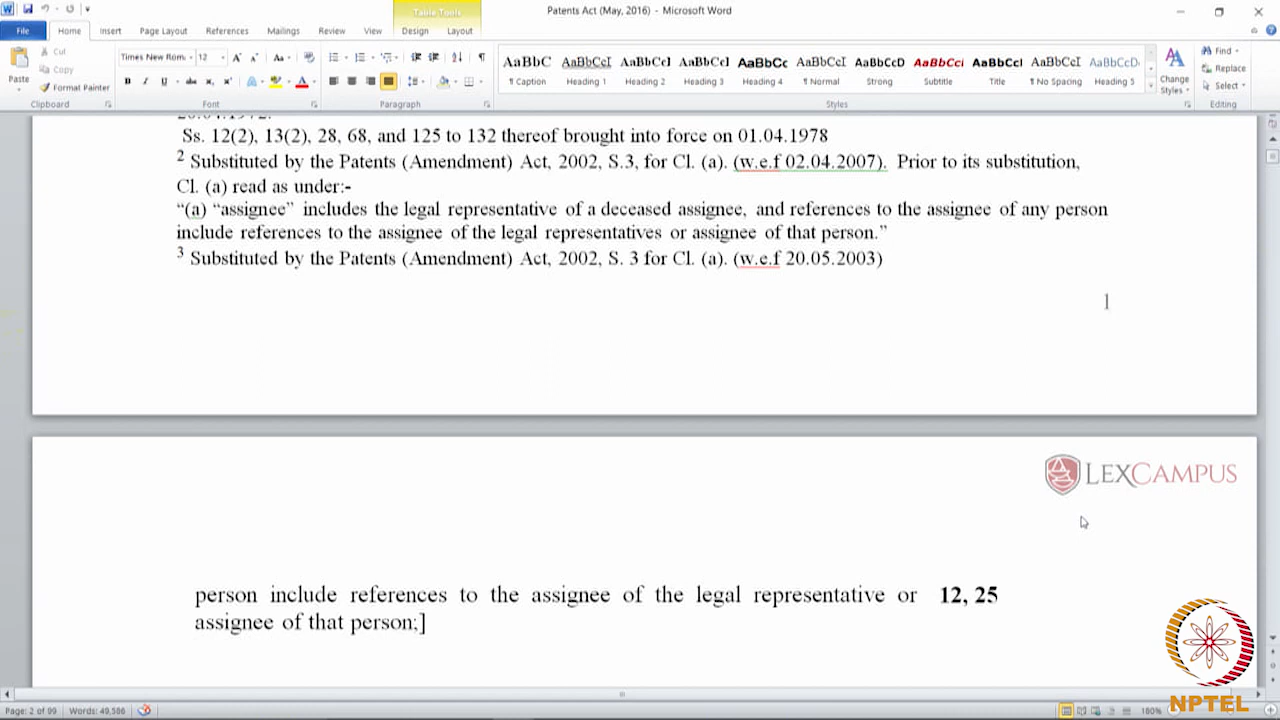 Table Tools
Patents Act (May, 2016) - Microsoft Word
File Home Insert Page Layout References Mailings Review View Design Layout
Cut
Copy
Format Painter
Paste
Times New Rom 12
AaBbC AaBbCcI AaBbCcI AaBbCcI AaBbCc AaBbCcI AaBbCcD AaBbCci AaBbCcI AaBbCcI AaBbCcD
¶ Caption Heading 1 Heading 2 Heading 3 Heading 4 ¶ Normal Strong Subtitle Title ¶ No Spacing Heading 5
Change Styles
Find
Replace
Select
Clipboard Font Paragraph Styles Editing
Ss. 12(2), 13(2), 28, 68, and 125 to 132 thereof brought into force on 01.04.1978
2 Substituted by the Patents (Amendment) Act, 2002, S.3, for Cl. (a). (w.e.f 02.04.2007). Prior to its substitution,
Cl. (a) read as under:-
“(a) “assignee” includes the legal representative of a deceased assignee, and references to the assignee of any person
include references to the assignee of the legal representatives or assignee of that person.”
3 Substituted by the Patents (Amendment) Act, 2002, S. 3 for Cl. (a). (w.e.f 20.05.2003)
1
LEXCAMPUS
person include references to the assignee of the legal representative or 12, 25
assignee of that person;]
NPTEL
Page: 2 of 99 Words: 49,586 180%